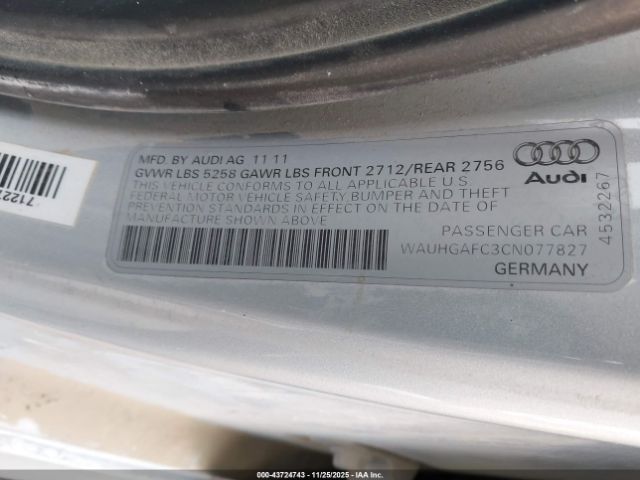 MFD. BY AUDI AG 11 11
GVWR LBS 5258 GAWR LBS FRONT 2712/REAR 2756
THIS VEHICLE CONFORMS TO ALL APPLICABLE U S
FEDERAL MOTOR VEHICLE SAFETY BUMPER AND THEFT
PREVENTION STANDARDS IN EFFECT ON THE DATE OF
MANUFACTURE SHOWN ABOVE
Audi
4532267
PASSENGER CAR
WAUHGAFC3CN077827
GERMANY
000-43724743 | 11/25/2025 | IAAI, Inc.